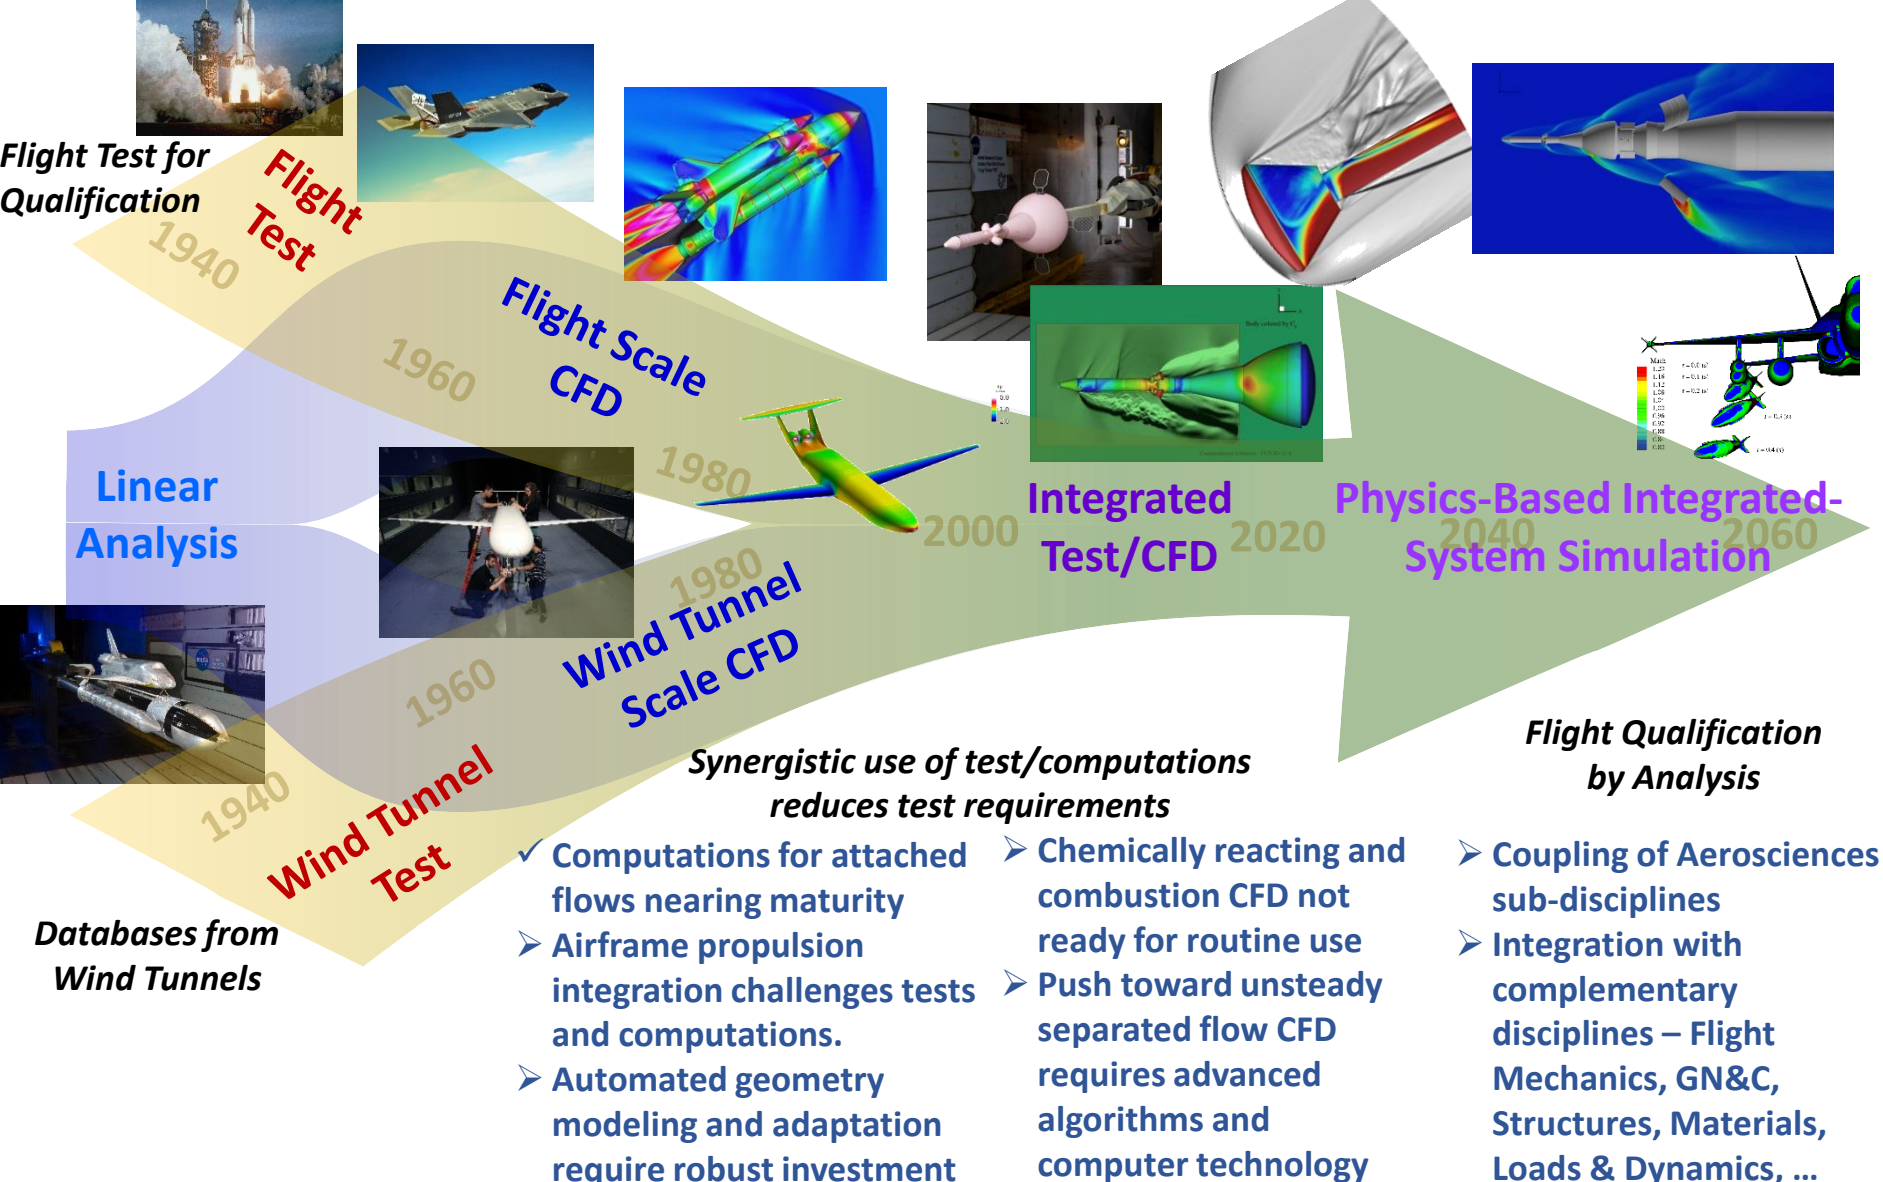 Flight Test for
Qualification
Flight
Test
1940
1960
1980
Flight Scale
CFD
Linear
Analysis
1940
1960
1980
Wind Tunnel
Scale CFD
Wind Tunnel
Test
Databases from
Wind Tunnels
2000
Integrated
Test/CFD
2020
Physics-Based Integrated-
System Simulation
2040
2060
Mach
Synergistic use of test/computations
reduces test requirements
✓ Computations for attached
flows nearing maturity
➢ Airframe propulsion
integration challenges tests
and computations.
➢ Automated geometry
modeling and adaptation
require robust investment
➢ Chemically reacting and
combustion CFD not
ready for routine use
➢ Push toward unsteady
separated flow CFD
requires advanced
algorithms and
computer technology
Flight Qualification
by Analysis
➢ Coupling of Aerosciences
sub-disciplines
➢ Integration with
complementary
disciplines – Flight
Mechanics, GN&C,
Structures, Materials,
Loads & Dynamics, ...